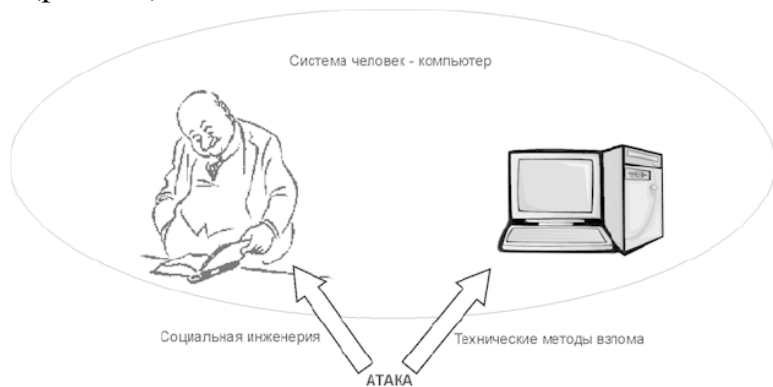 Система человек - компьютер
Социальная инженерия
Технические методы взлома
АТАКА